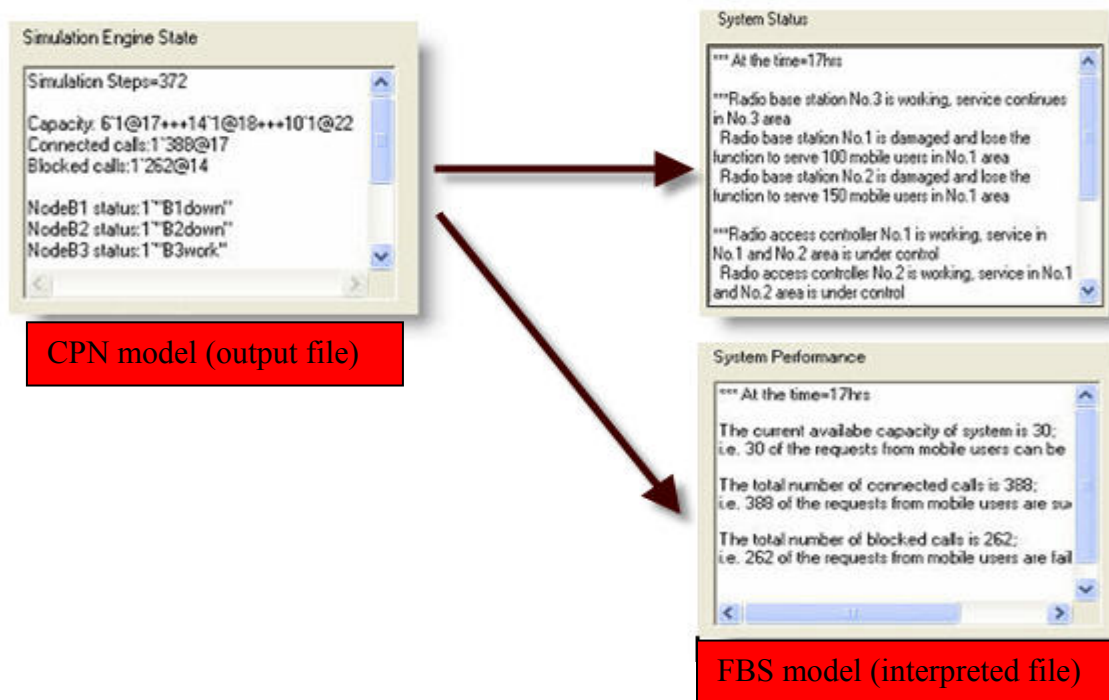 Simulation Engine State
Simulation Steps=372
Capacity: 6`1@17+++14`1@18+++10`1@22
Connected calls:1`388@17
Blocked calls:1`262@14
NodeB1 status:1`"B1down"
NodeB2 status:1`"B2down"
NodeB3 status:1`"B3work"
CPN model (output file)
System Status
*** At the time=17hrs
***Radio base station No.3 is working, service continues
in No.3 area
Radio base station No.1 is damaged and lose the
function to serve 100 mobile users in No.1 area
Radio base station No.2 is damaged and lose the
function to serve 150 mobile users in No.1 area
***Radio access controller No.1 is working, service in
No.1 and No.2 area is under control
Radio access controller No.2 is working, service in No.1
and No.2 area is under control
System Performance
*** At the time=17hrs
The current availabe capacity of system is 30;
i.e. 30 of the requests from mobile users can be
The total number of connected calls is 388;
i.e. 388 of the requests from mobile users are su
The total number of blocked calls is 262;
i.e. 262 of the requests from mobile users are fail
FBS model (interpreted file)